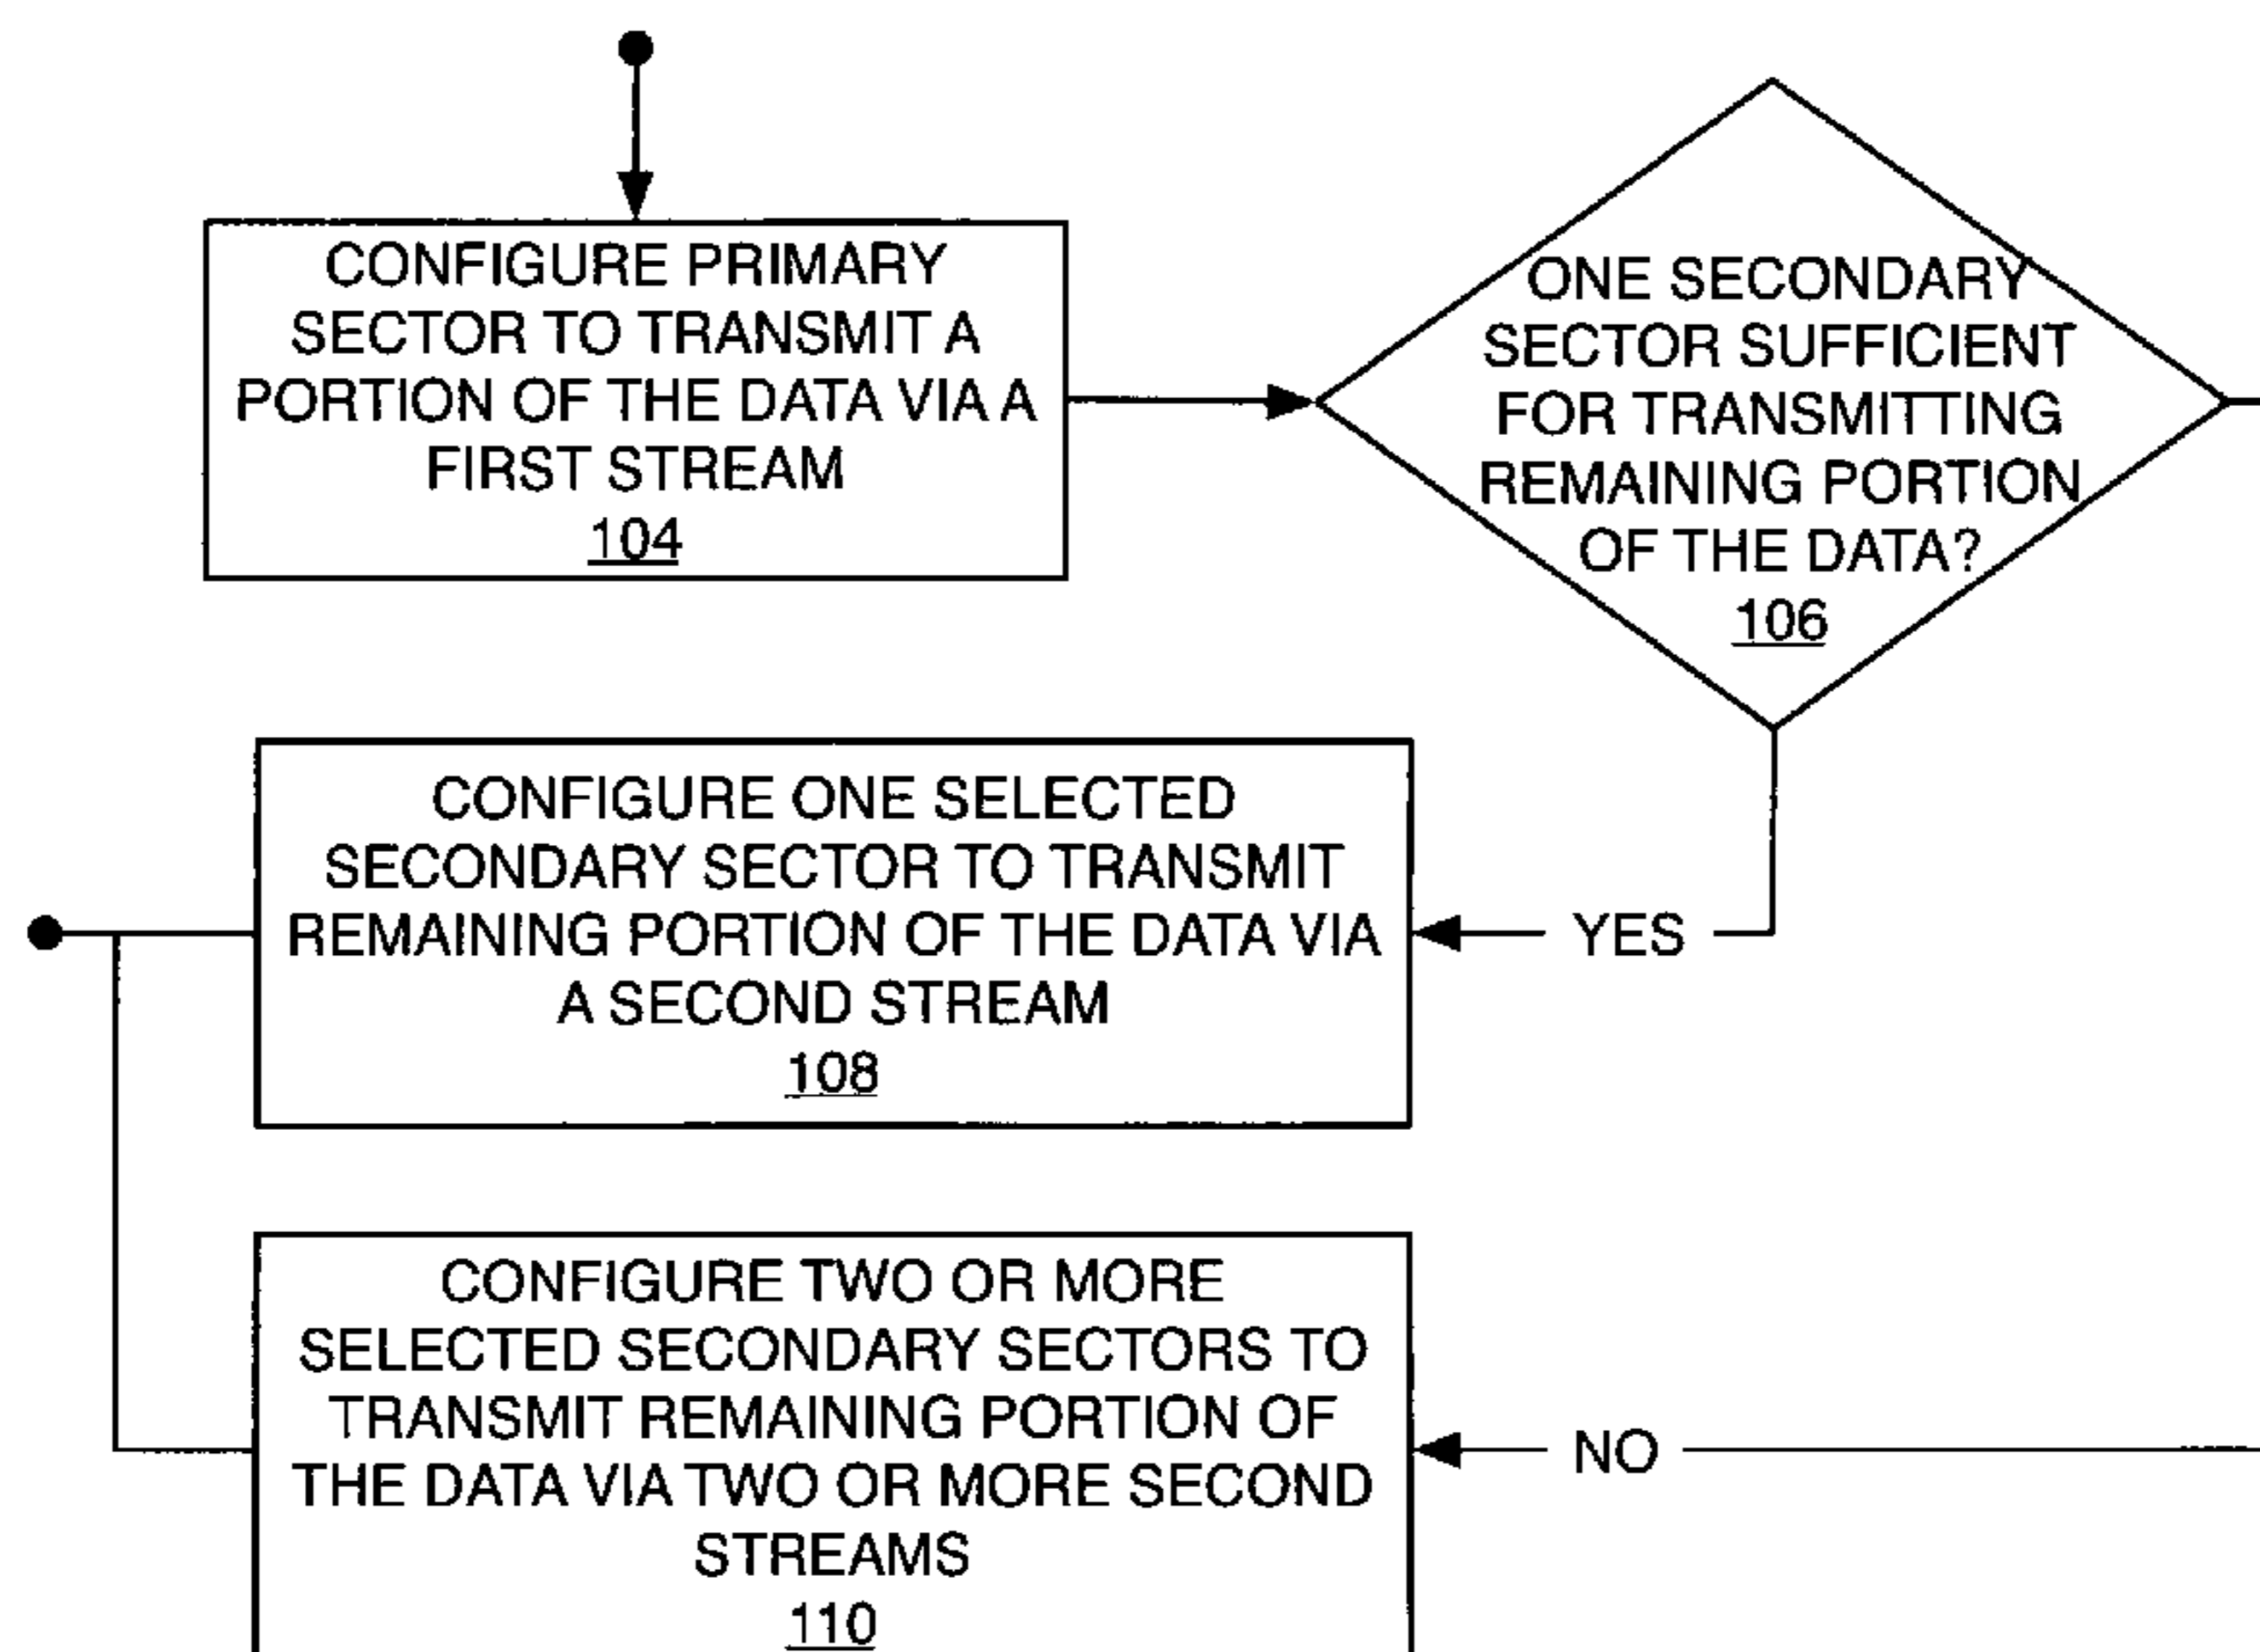 CONFIGURE PRIMARY
SECTOR TO TRANSMIT A
PORTION OF THE DATA VIA A
FIRST STREAM
104
ONE SECONDARY
SECTOR SUFFICIENT
FOR TRANSMITTING
REMAINING PORTION
OF THE DATA?
106
CONFIGURE ONE SELECTED
SECONDARY SECTOR TO TRANSMIT
REMAINING PORTION OF THE DATA VIA
A SECOND STREAM
108
YES
CONFIGURE TWO OR MORE
SELECTED SECONDARY SECTORS TO
TRANSMIT REMAINING PORTION OF
THE DATA VIA TWO OR MORE SECOND
STREAMS
110
NO